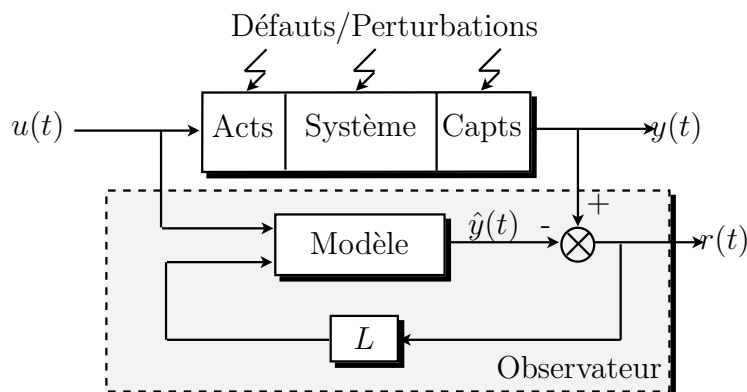 Défauts/Perturbations
u(t)
Acts
Système
Capts
y(t)
+
Modèle
ŷ(t)
-
r(t)
L
Observateur